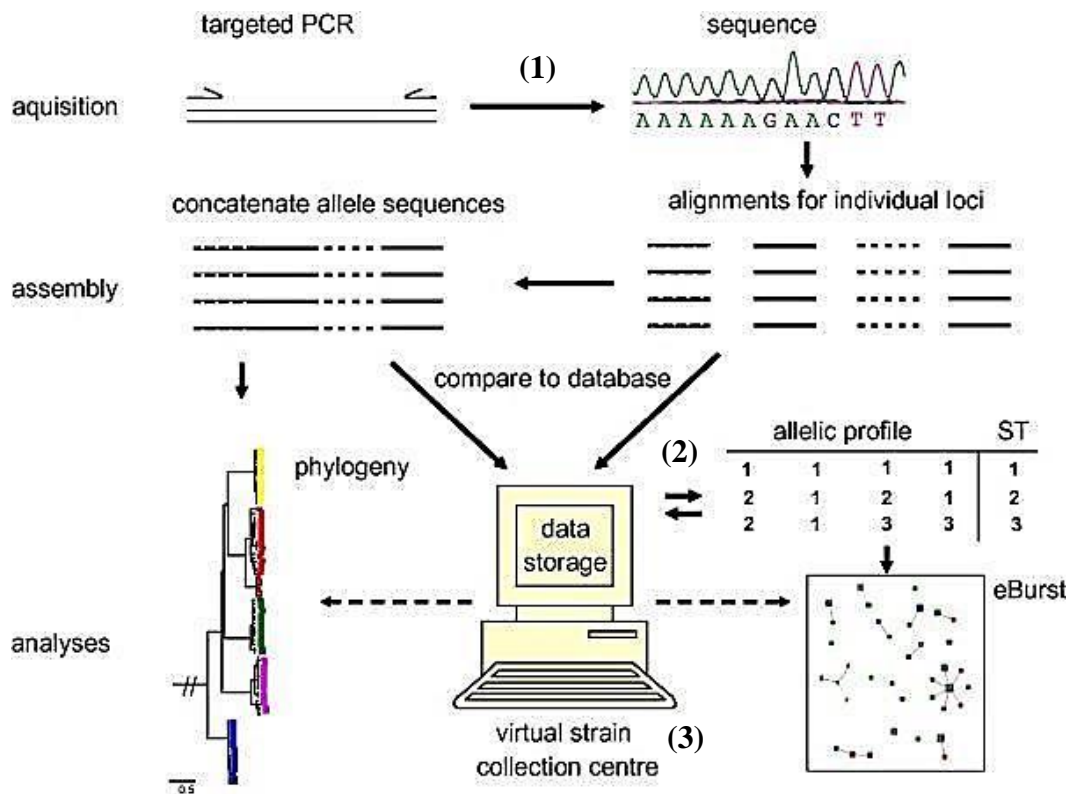 targeted PCR
(1)
sequence
aquisition
A A A A A A G A A C T T
concatenate allele sequences
alignments for individual loci
assembly
compare to database
allelic profile ST
(2)
1 1 1 1 1
2 1 2 1 2
2 1 3 3 3
phylogeny
data
storage
eBurst
analyses
virtual strain
collection centre
(3)
0.5